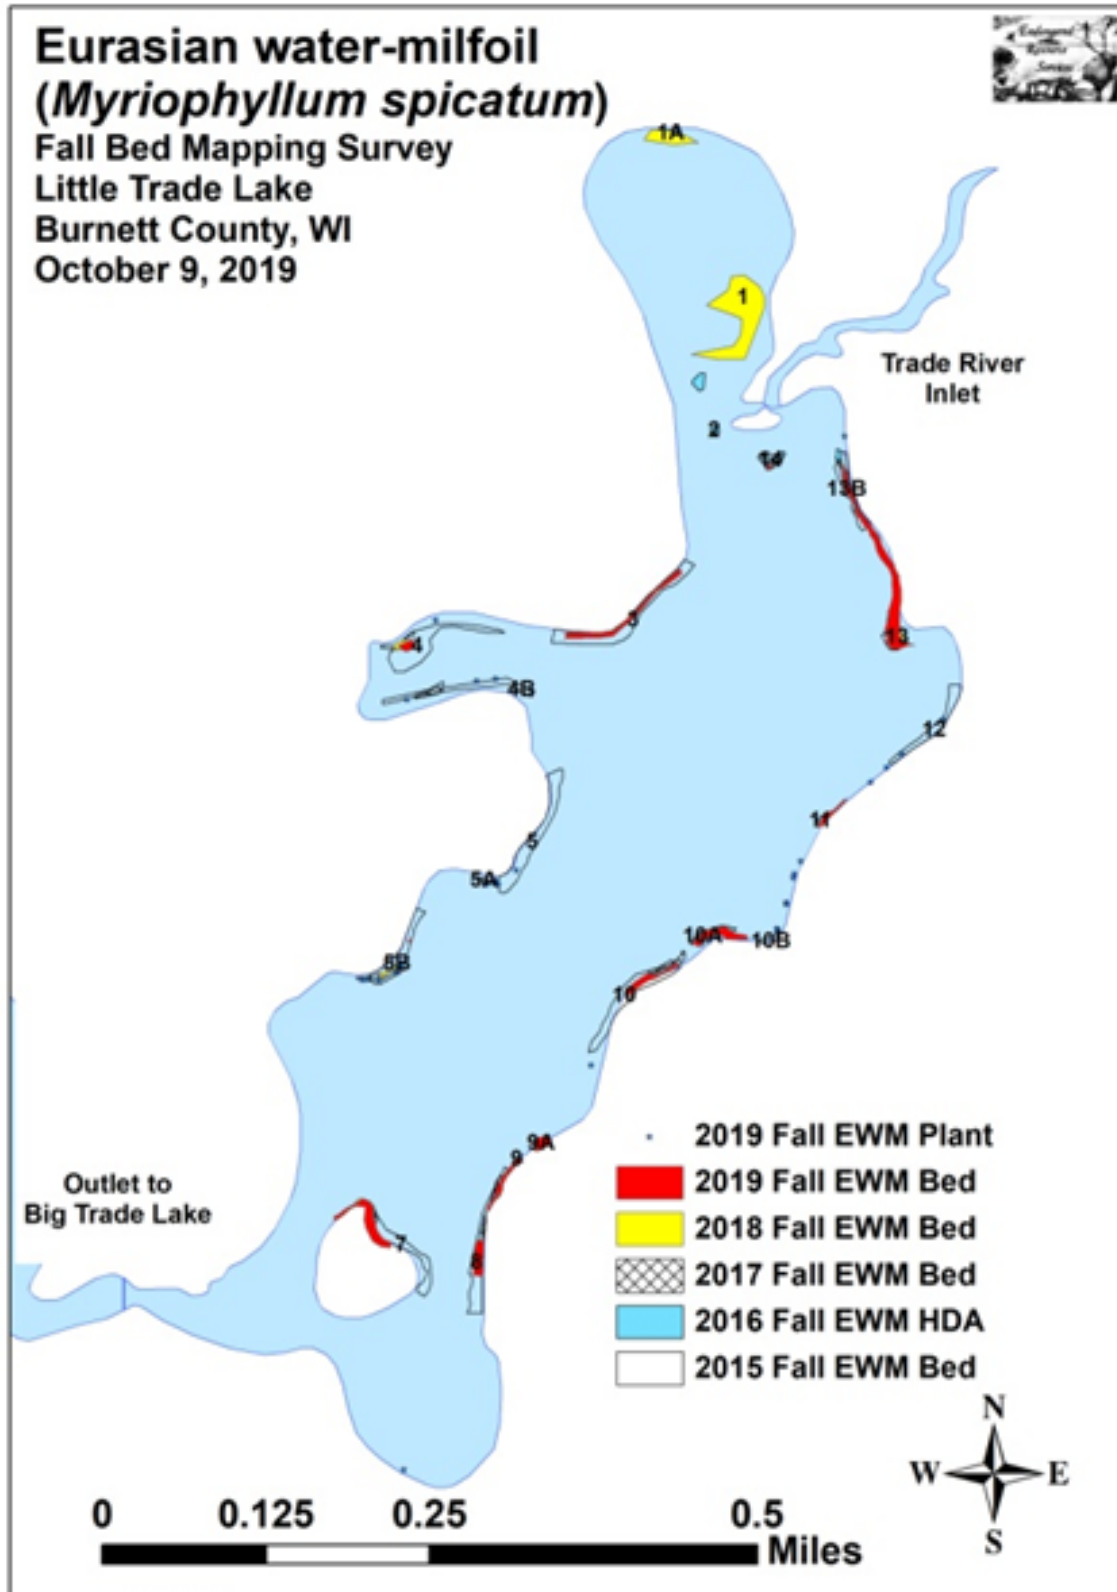 Eurasian water-milfoil
(Myriophyllum spicatum)
Fall Bed Mapping Survey
Little Trade Lake
Burnett County, WI
October 9, 2019
Endangered
Resource
Services
1A
1
Trade River
Inlet
2
14
13B
3
13
4
4B
12
11
5
5A
10A
10B
5B
10
9A
9
Outlet to
Big Trade Lake
7
8
2019 Fall EWM Plant
2019 Fall EWM Bed
2018 Fall EWM Bed
2017 Fall EWM Bed
2016 Fall EWM HDA
2015 Fall EWM Bed
N
W E
S
0 0.125 0.25 0.5
Miles